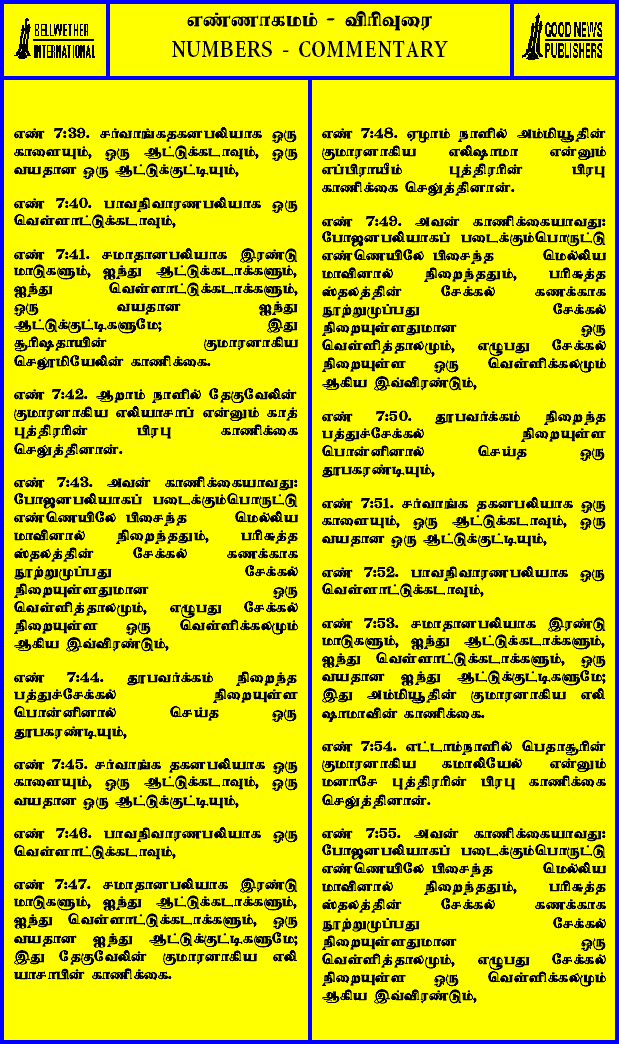 எண்ணாகமம் - விரிவுரை
BELLWETHER
INTERNATIONAL
NUMBERS - COMMENTARY
GOOD NEWS
PUBLISHERS
எண் 7:39. சர்வாங்கதகனபலியாக ஒரு
காளையும், ஒரு ஆட்டுக்கடாவும், ஒரு
வயதான ஒரு ஆட்டுக்குட்டியும்,
எண் 7:40. பாவநிவாரணபலியாக ஒரு
வெள்ளாட்டுக்கடாவும்,
எண் 7:41. சமாதானபலியாக இரண்டு
மாடுகளும், ஐந்து ஆட்டுக்கடாக்களும்,
ஐந்து வெள்ளாட்டுக்கடாக்களும்,
ஒரு வயதான ஐந்து
ஆட்டுக்குட்டிகளுமே; இது
சூரிஷதாயின் குமாரனாகிய
செலூமியேலின் காணிக்கை.
எண் 7:42. ஆறாம் நாளில் தேகுவேலின்
குமாரனாகிய எலியாசாப் என்னும் காத்
புத்திரரின் பிரபு காணிக்கை
செலுத்தினான்.
எண் 7:43. அவன் காணிக்கையாவது:
போஜனபலியாகப் படைக்கும்பொருட்டு
எண்ணெயிலே பிசைந்த மெல்லிய
மாவினால் நிறைந்ததும், பரிசுத்த
ஸ்தலத்தின் சேக்கல் கணக்காக
நூற்றுமுப்பது சேக்கல்
நிறையுள்ளதுமான ஒரு
வெள்ளித்தாலமும், எழுபது சேக்கல்
நிறையுள்ள ஒரு வெள்ளிக்கலமும்
ஆகிய இவ்விரண்டும்,
எண் 7:44. தூபவர்க்கம் நிறைந்த
பத்துச்சேக்கல் நிறையுள்ள
பொன்னினால் செய்த ஒரு
தூபகரண்டியும்,
எண் 7:45. சர்வாங்க தகனபலியாக ஒரு
காளையும், ஒரு ஆட்டுக்கடாவும், ஒரு
வயதான ஒரு ஆட்டுக்குட்டியும்,
எண் 7:46. பாவநிவாரணபலியாக ஒரு
வெள்ளாட்டுக்கடாவும்,
எண் 7:47. சமாதானபலியாக இரண்டு
மாடுகளும், ஐந்து ஆட்டுக்கடாக்களும்,
ஐந்து வெள்ளாட்டுக்கடாக்களும், ஒரு
வயதான ஐந்து ஆட்டுக்குட்டிகளுமே;
இது தேகுவேலின் குமாரனாகிய எலி
யாசாபின் காணிக்கை.
எண் 7:48. ஏழாம் நாளில் அம்மியூதின்
குமாரனாகிய எலிஷாமா என்னும்
எப்பிராயீம் புத்திரரின் பிரபு
காணிக்கை செலுத்தினான்.
எண் 7:49. அவன் காணிக்கையாவது:
போஜனபலியாகப் படைக்கும்பொருட்டு
எண்ணெயிலே பிசைந்த மெல்லிய
மாவினால் நிறைந்ததும், பரிசுத்த
ஸ்தலத்தின் சேக்கல் கணக்காக
நூற்றுமுப்பது சேக்கல்
நிறையுள்ளதுமான ஒரு
வெள்ளித்தாலமும், எழுபது சேக்கல்
நிறையுள்ள ஒரு வெள்ளிக்கலமும்
ஆகிய இவ்விரண்டும்,
எண் 7:50. தூபவர்க்கம் நிறைந்த
பத்துச்சேக்கல் நிறையுள்ள
பொன்னினால் செய்த ஒரு
தூபகரண்டியும்,
எண் 7:51. சர்வாங்க தகனபலியாக ஒரு
காளையும், ஒரு ஆட்டுக்கடாவும், ஒரு
வயதான ஒரு ஆட்டுக்குட்டியும்,
எண் 7:52. பாவநிவாரணபலியாக ஒரு
வெள்ளாட்டுக்கடாவும்,
எண் 7:53. சமாதானபலியாக இரண்டு
மாடுகளும், ஐந்து ஆட்டுக்கடாக்களும்,
ஐந்து வெள்ளாட்டுக்கடாக்களும், ஒரு
வயதான ஐந்து ஆட்டுக்குட்டிகளுமே;
இது அம்மியூதின் குமாரனாகிய எலி
ஷாமாவின் காணிக்கை.
எண் 7:54. எட்டாம்நாளில் பெதாசூரின்
குமாரனாகிய கமாலியேல் என்னும்
மனாசே புத்திரரின் பிரபு காணிக்கை
செலுத்தினான்.
எண் 7:55. அவன் காணிக்கையாவது:
போஜனபலியாகப் படைக்கும்பொருட்டு
எண்ணெயிலே பிசைந்த மெல்லிய
மாவினால் நிறைந்ததும், பரிசுத்த
ஸ்தலத்தின் சேக்கல் கணக்காக
நூற்றுமுப்பது சேக்கல்
நிறையுள்ளதுமான ஒரு
வெள்ளித்தாலமும், எழுபது சேக்கல்
நிறையுள்ள ஒரு வெள்ளிக்கலமும்
ஆகிய இவ்விரண்டும்,